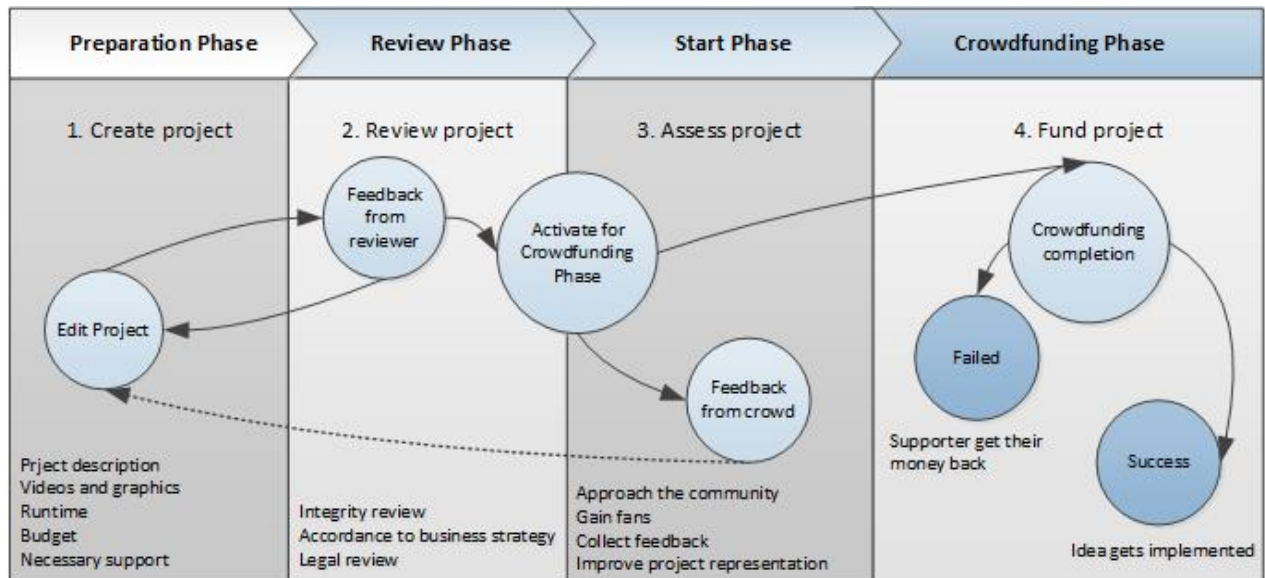 Preparation Phase
Review Phase
Start Phase
Crowdfunding Phase
1. Create project
2. Review project
3. Assess project
4. Fund project
Feedback
from
reviewer
Activate for
Crowdfunding
Phase
Crowdfunding
completion
Edit Project
Feedback
from crowd
Failed
Success
Prject description
Videos and graphics
Runtime
Budget
Necessary support
Integrity review
Accordance to business strategy
Legal review
Approach the community
Gain fans
Collect feedback
Improve project representation
Supporter get their
money back
Idea gets implemented